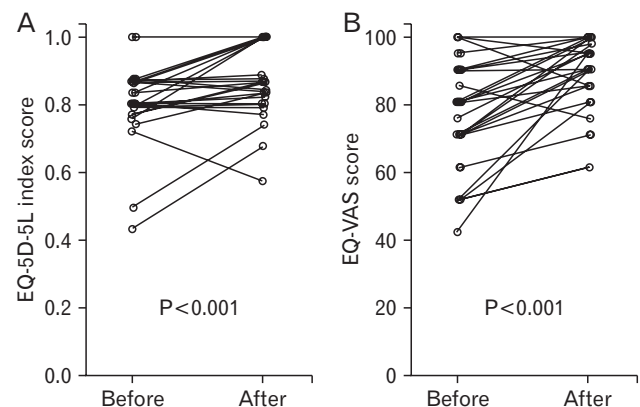 A
EQ-5D-5L index score
1.0
0.8
0.6
0.4
0.2
0.0
P<0.001
Before After
B
EQ-VAS score
100
80
60
40
20
0
P<0.001
Before After